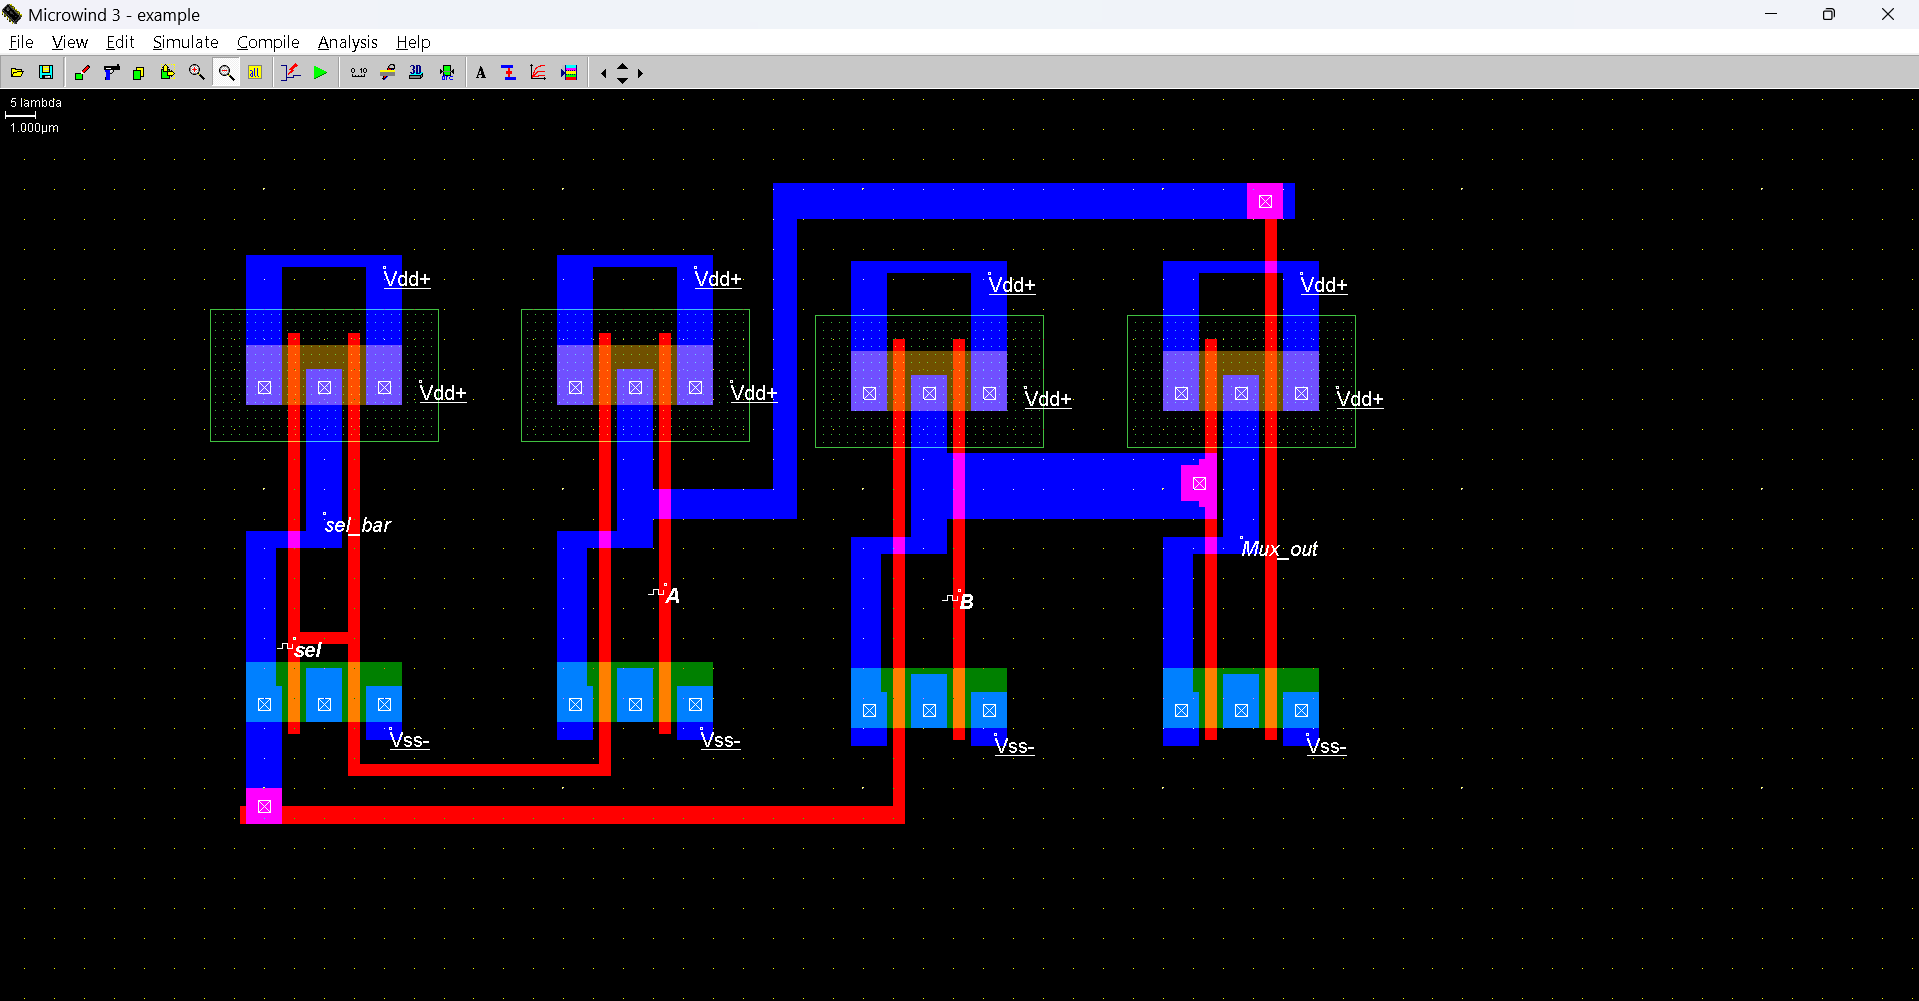 Microwind 3 - example
File View Edit Simulate Compile Analysis Help
5 lambda
1.000µm
Vdd+ Vdd+ Vdd+ Vdd+
Vdd+ Vdd+ Vdd+ Vdd+
sel_bar
Mux_out
A B
sel
Vss- Vss- Vss- Vss-